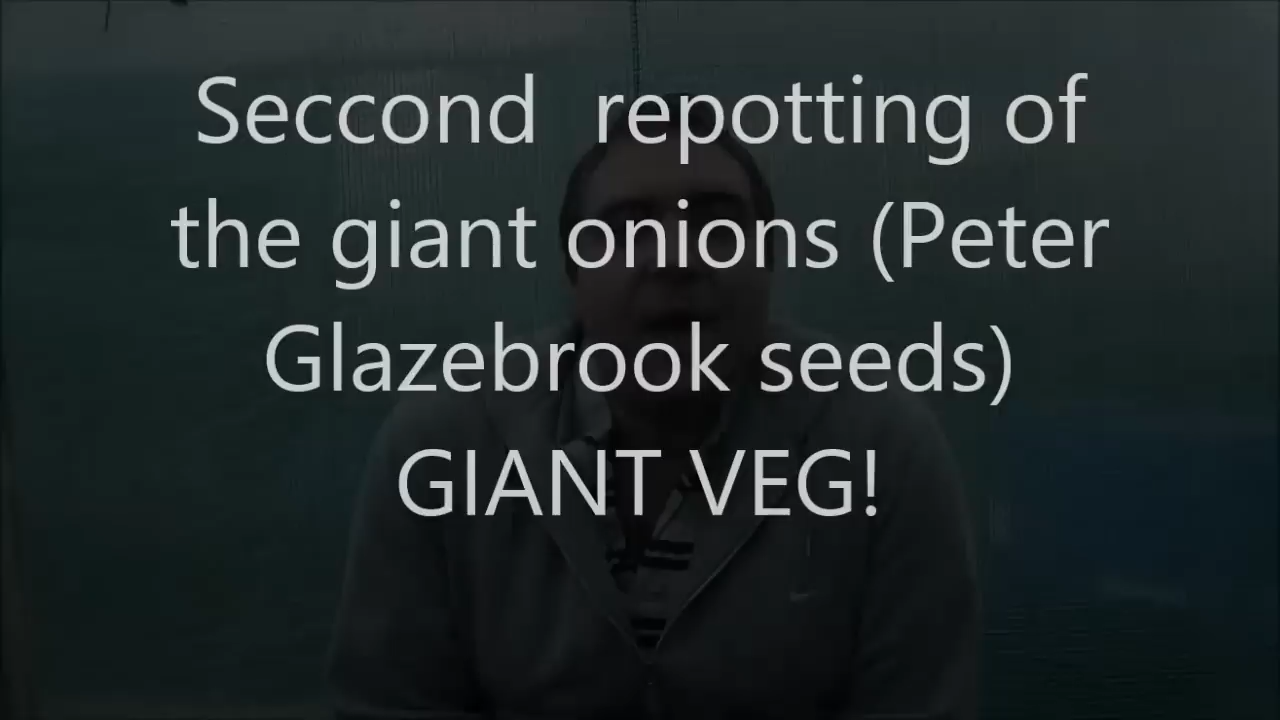 Seccond  repotting of
the giant onions (Peter
Glazebrook seeds)
GIANT VEG!